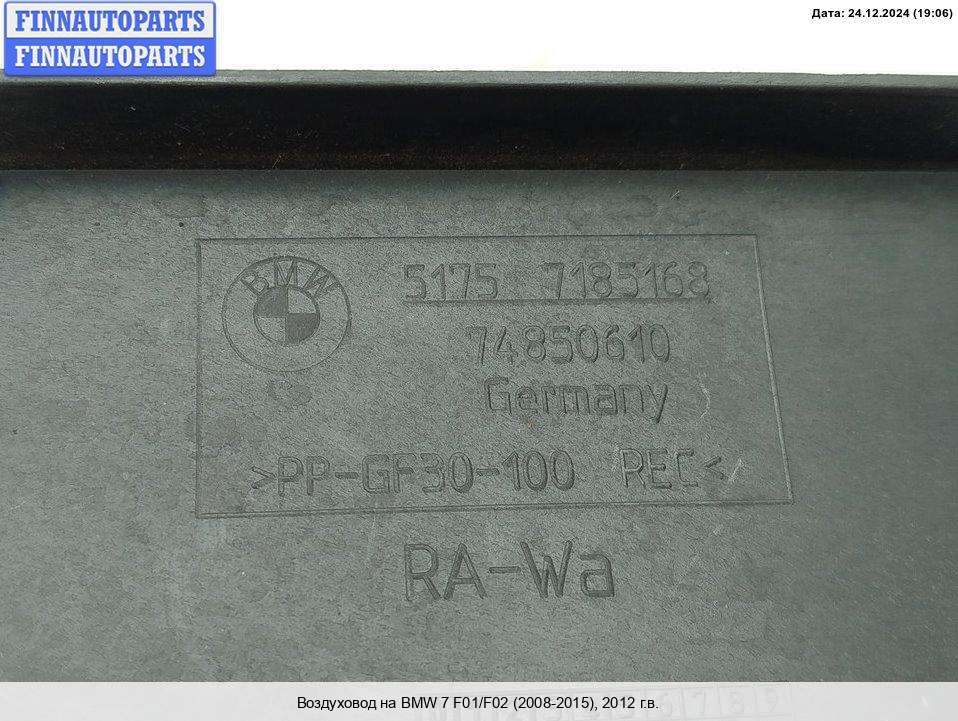 FINNAUTOPARTS
FINNAUTOPARTS
Дата: 24.12.2024 (19:06)
BMW
5175 7185168
74850610
Germany
>PP-GF30-100 REC<
RA-Wa
Воздуховод на BMW 7 F01/F02 (2008-2015), 2012 г.в.